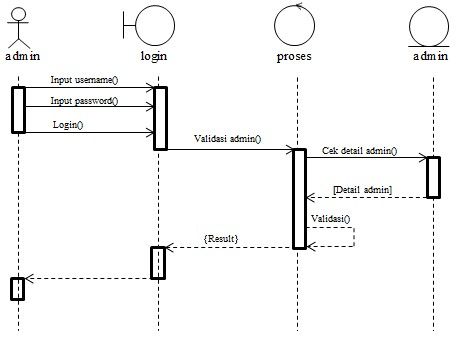 admin
login
proses
admin
Input username()
Input password()
Login()
Validasi admin()
Cek detail admin()
[Detail admin]
Validasi()
{Result}